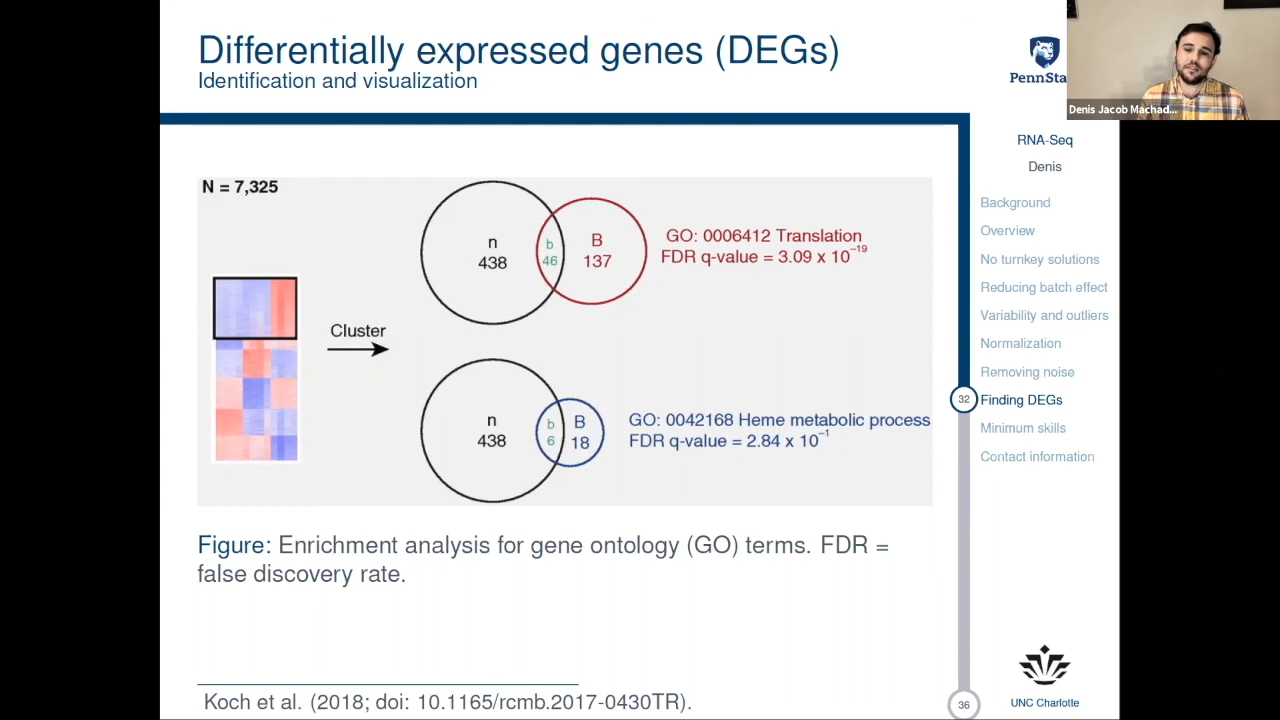 Differentially expressed genes (DEGs)
Identification and visualization
PennSta
Denis Jacob Machad...
RNA-Seq
Denis
Background
Overview
No turnkey solutions
Reducing batch effect
Variability and outliers
Normalization
Removing noise
32
Finding DEGs
Minimum skills
Contact information
N = 7,325
Cluster
n
438
b
46
B
137
GO: 0006412 Translation
FDR q-value = 3.09 x 10⁻¹⁹
n
438
b
6
B
18
GO: 0042168 Heme metabolic process
FDR q-value = 2.84 x 10⁻¹
Figure: Enrichment analysis for gene ontology (GO) terms. FDR =
false discovery rate.
Koch et al. (2018; doi: 10.1165/rcmb.2017-0430TR).
36
UNC Charlotte